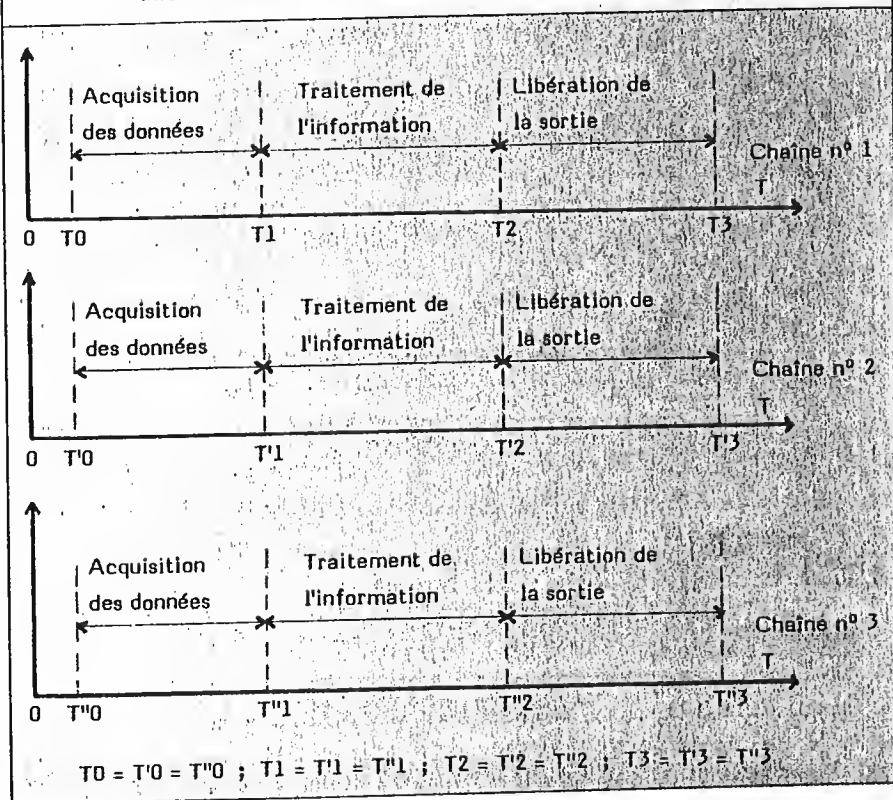 Acquisition
des données
Traitement de
l'information
Libération de
la sortie
Chaîne nº 1
T
0 T0 T1 T2 T3
Acquisition
des données
Traitement de
l'information
Libération de
la sortie
Chaîne nº 2
T
0 T'0 T'1 T'2 T'3
Acquisition
des données
Traitement de
l'information
Libération de
la sortie
Chaîne nº 3
T
0 T"0 T"1 T"2 T"3
T0 = T'0 = T"0 ; T1 = T'1 = T"1 ; T2 = T'2 = T"2 ; T3 = T'3 = T"3